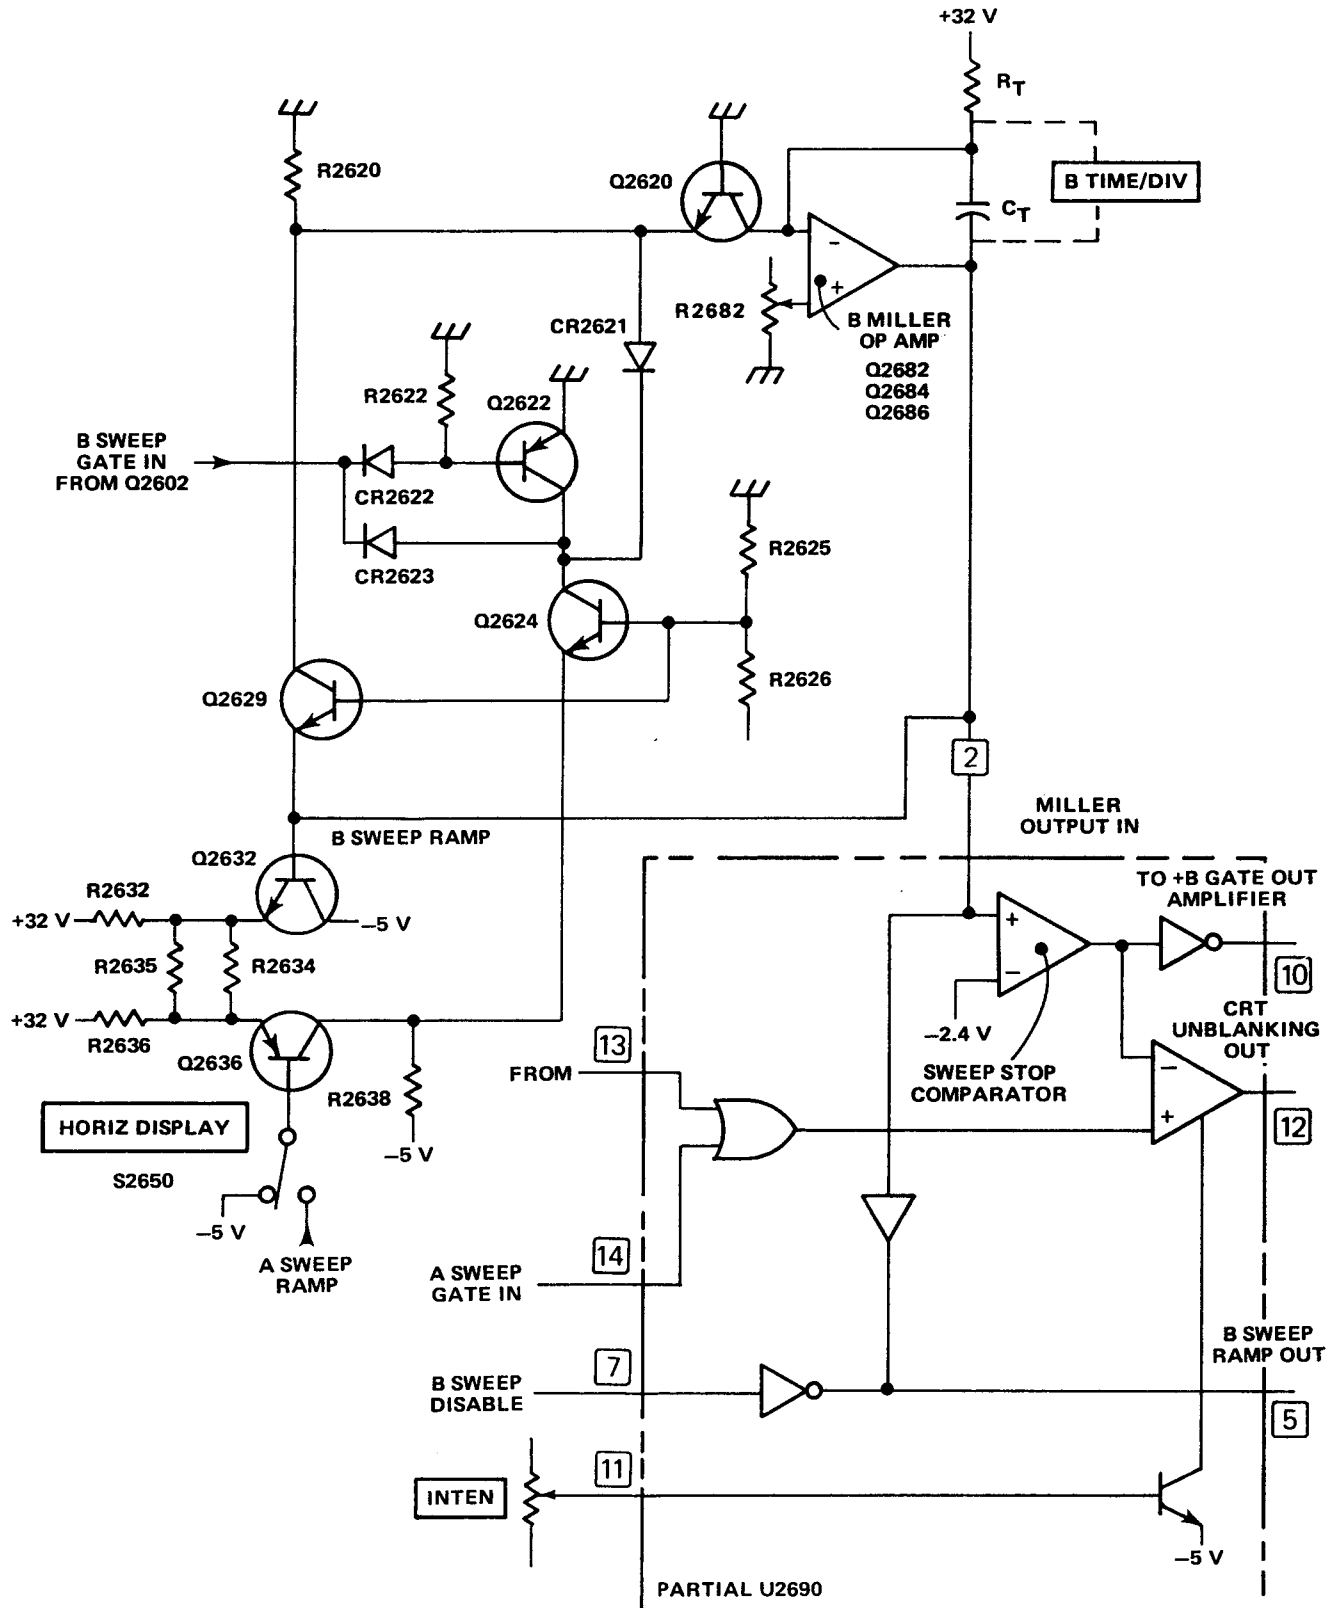 +32 V
RT
R2620
Q2620
B TIME/DIV
CT
R2682
B MILLER
OP AMP
Q2682
Q2684
Q2686
CR2621
R2622
Q2622
B SWEEP
GATE IN
FROM Q2602
CR2622
CR2623
R2625
Q2624
R2626
Q2629
2
MILLER
OUTPUT IN
B SWEEP RAMP
Q2632
R2632
+32 V
–5 V
R2635
R2634
+32 V
R2636
Q2636
R2638
–5 V
HORIZ DISPLAY
S2650
–5 V
A SWEEP
RAMP
TO +B GATE OUT
AMPLIFIER
+
–
–2.4 V
10
SWEEP STOP
COMPARATOR
CRT
UNBLANKING
OUT
–
+
12
13
FROM
14
A SWEEP
GATE IN
7
B SWEEP
DISABLE
B SWEEP
RAMP OUT
5
11
INTEN
–5 V
PARTIAL U2690